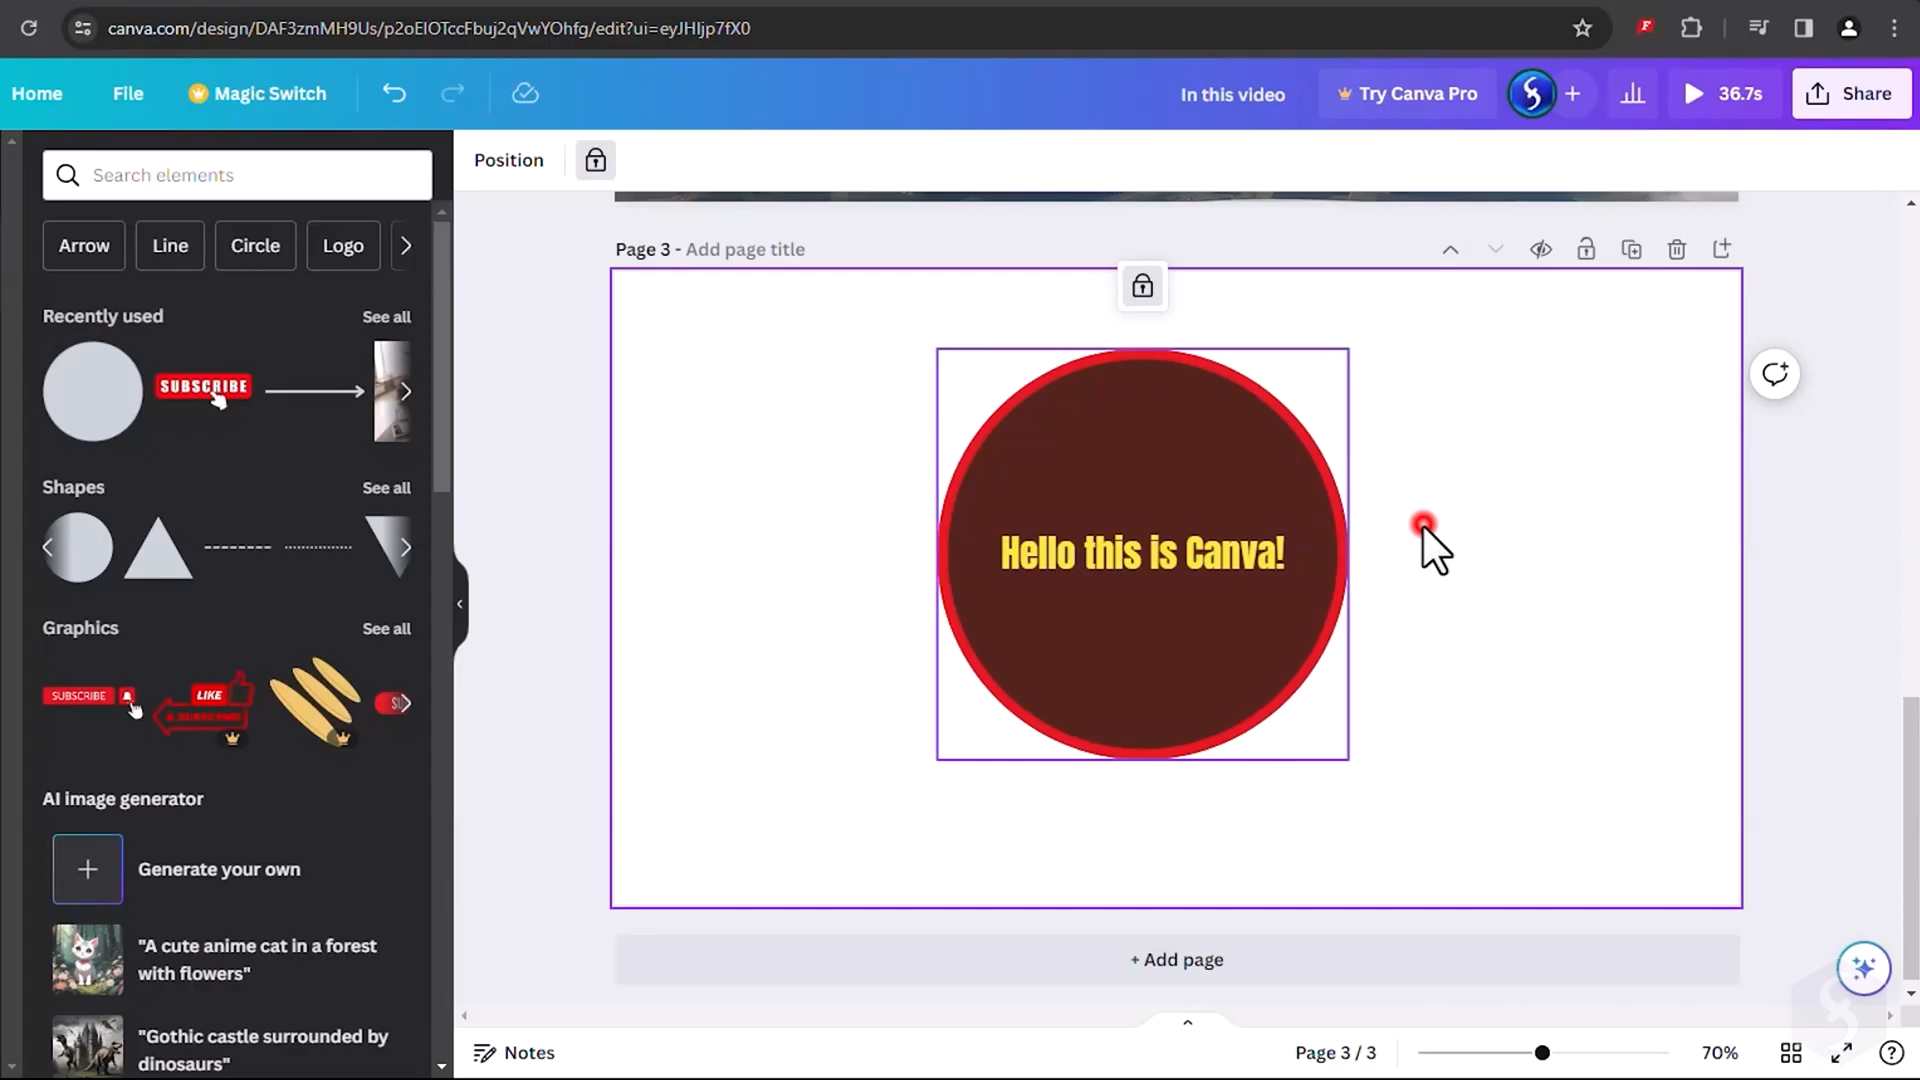 canva.com/design/DAF3zmMH9Us/p2oEIOTccFbuj2qVwYOhfg/edit?ui=eyJHIjp7fX0
Home File Magic Switch In this video Try Canva Pro 36.7s Share
Search elements
Position
Arrow Line Circle Logo
Page 3 - Add page title
Recently used See all
SUBSCRIBE
Shapes See all
Hello this is Canva!
Graphics See all
SUBSCRIBE LIKE
SUBSCRIBE
AI image generator
Generate your own
"A cute anime cat in a forest
with flowers"
+ Add page
"Gothic castle surrounded by
dinosaurs"
Notes Page 3 / 3 70%